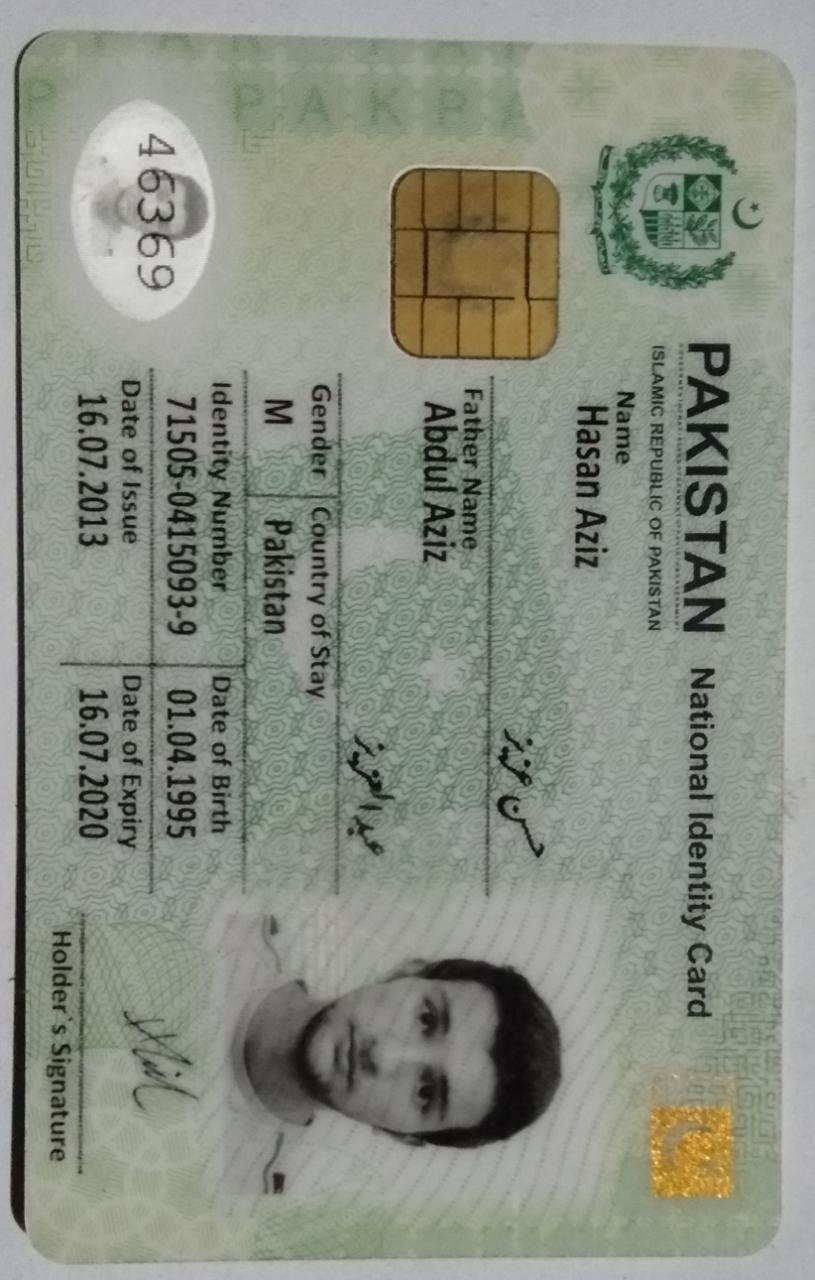 PAKISTAN National Identity Card
ISLAMIC REPUBLIC OF PAKISTAN
Name
Hasan Aziz
حسن عزیز
Father Name
Abdul Aziz
عبد العزیز
Gender Country of Stay
M Pakistan
Identity Number Date of Birth
71505-0415093-9 01.04.1995
46369
Date of Issue Date of Expiry
16.07.2013 16.07.2020
Holder`s Signature